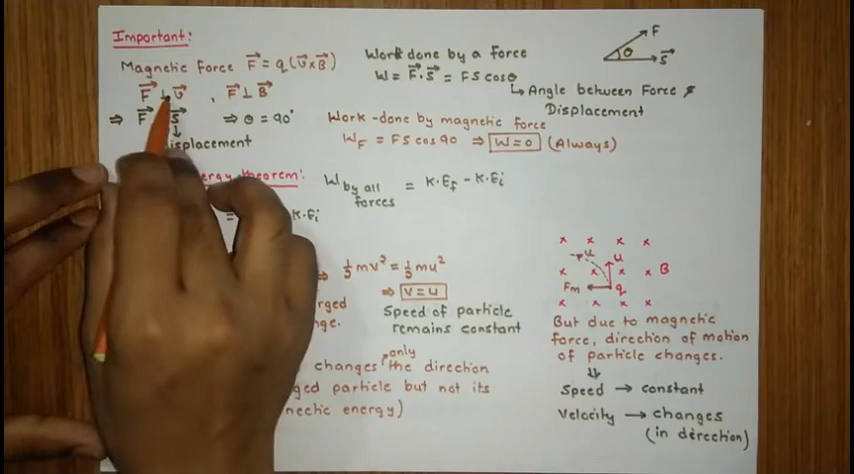 Important:
Magnetic Force F⃗ = q(v⃗ x B⃗)
F⃗ ⊥ v⃗ , F⃗ ⊥ B⃗
⇒ F⃗ S⃗ ⇒ θ = 90°
isplacement
Work done by a force
W = F⃗.S⃗ = FS cosθ
↳ Angle between Force &
Displacement
F
θ
S⃗
Work-done by magnetic force
W_F = FS cos 90 ⇒ W=0 (Always)
ergy theorem:
W by all forces = K.E_f - K.E_i
= K.E_i
⇒ ½mv² = ½mu²
⇒ v=u
rged
nge.
Speed of particle
remains constant
changes only the direction
ged particle but not its
netic energy)
x x x x
u u
x x x x B
Fm q
x x x x
But due to magnetic
force, direction of motion
of particle changes.
⇓
Speed → constant
Velocity → changes
(in direction)